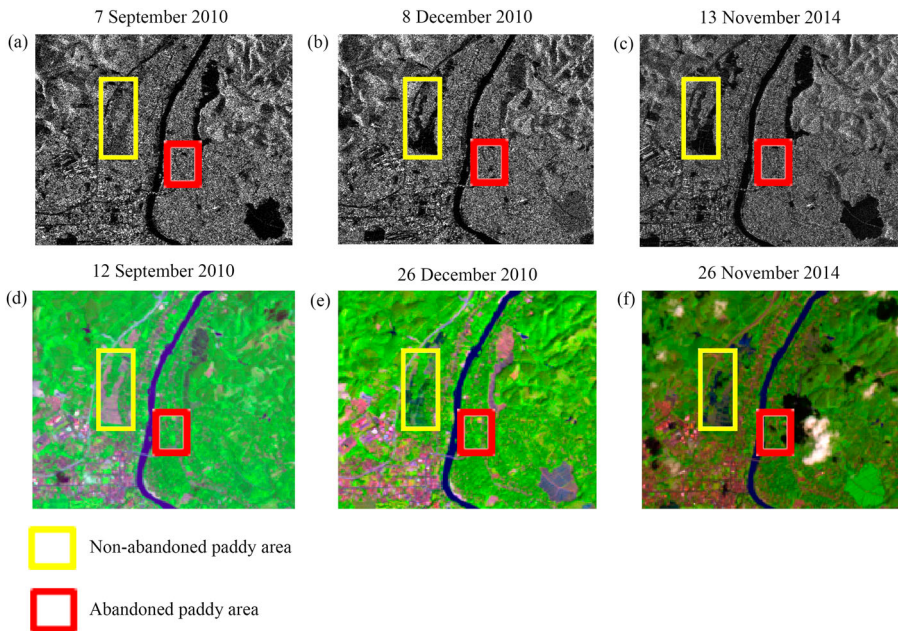 7 September 2010
8 December 2010
13 November 2014
(a)
(b)
(c)
12 September 2010
26 December 2010
26 November 2014
(d)
(e)
(f)
Non-abandoned paddy area
Abandoned paddy area